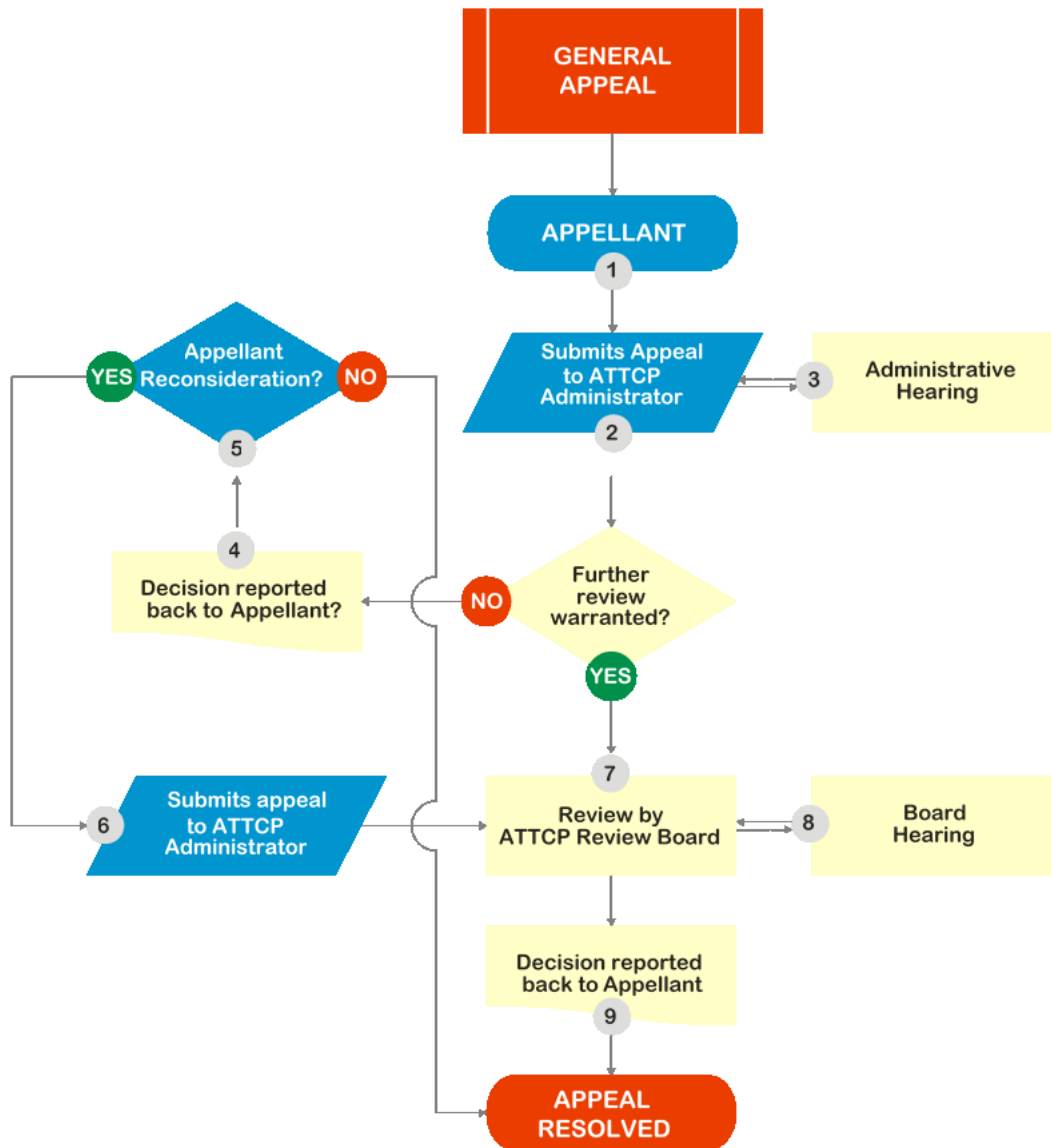 GENERAL
APPEAL
APPELLANT
1
Submits Appeal
to ATTCP
Administrator
2
3
Administrative
Hearing
YES
Appellant
Reconsideration?
NO
5
4
Decision reported
back to Appellant?
NO
Further
review
warranted?
YES
6
Submits appeal
to ATTCP
Administrator
7
Review by
ATTCP Review Board
8
Board
Hearing
Decision reported
back to Appellant
9
APPEAL
RESOLVED